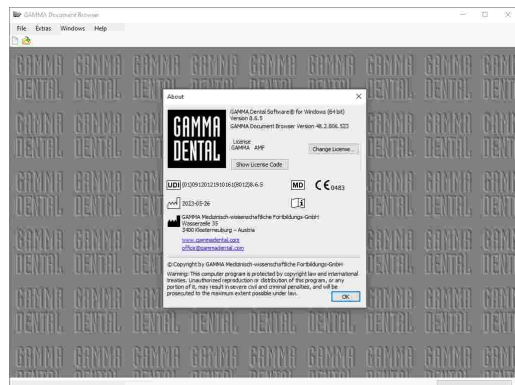 GAMMA Document Browser
File Extras Windows Help
About
GAMMA DENTAL
GAMMA Dental Software® for Windows (64 bit)
Version 8.6.5
GAMMA Document Browser Version 48.2.806.523
License
GAMMA AMF
Change License...
Show License Code
UDI (01)09120121910161(8012)8.6.5
MD
CE 0483
2023-05-26
GAMMA Medizinisch-wissenschaftliche Fortbildungs-GmbH
Wasserzeile 35
3400 Klosterneuburg – Austria
www.gammadental.com
office@gammadental.com
©Copyright by GAMMA Medizinisch-wissenschaftliche Fortbildungs-GmbH
Warning: This computer program is protected by copyright law and international
treaties. Unauthorized reproduction or distribution of this program, or any
portion of it, may result in severe civil and criminal penalties, and will be
prosecuted to the maximum extent possible under law.
OK